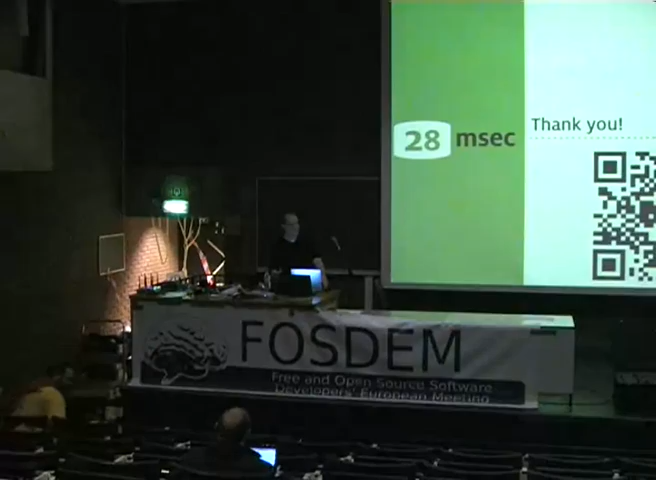 28 msec
Thank you!
FOSDEM
Free and Open Source Software
Developers' European Meeting